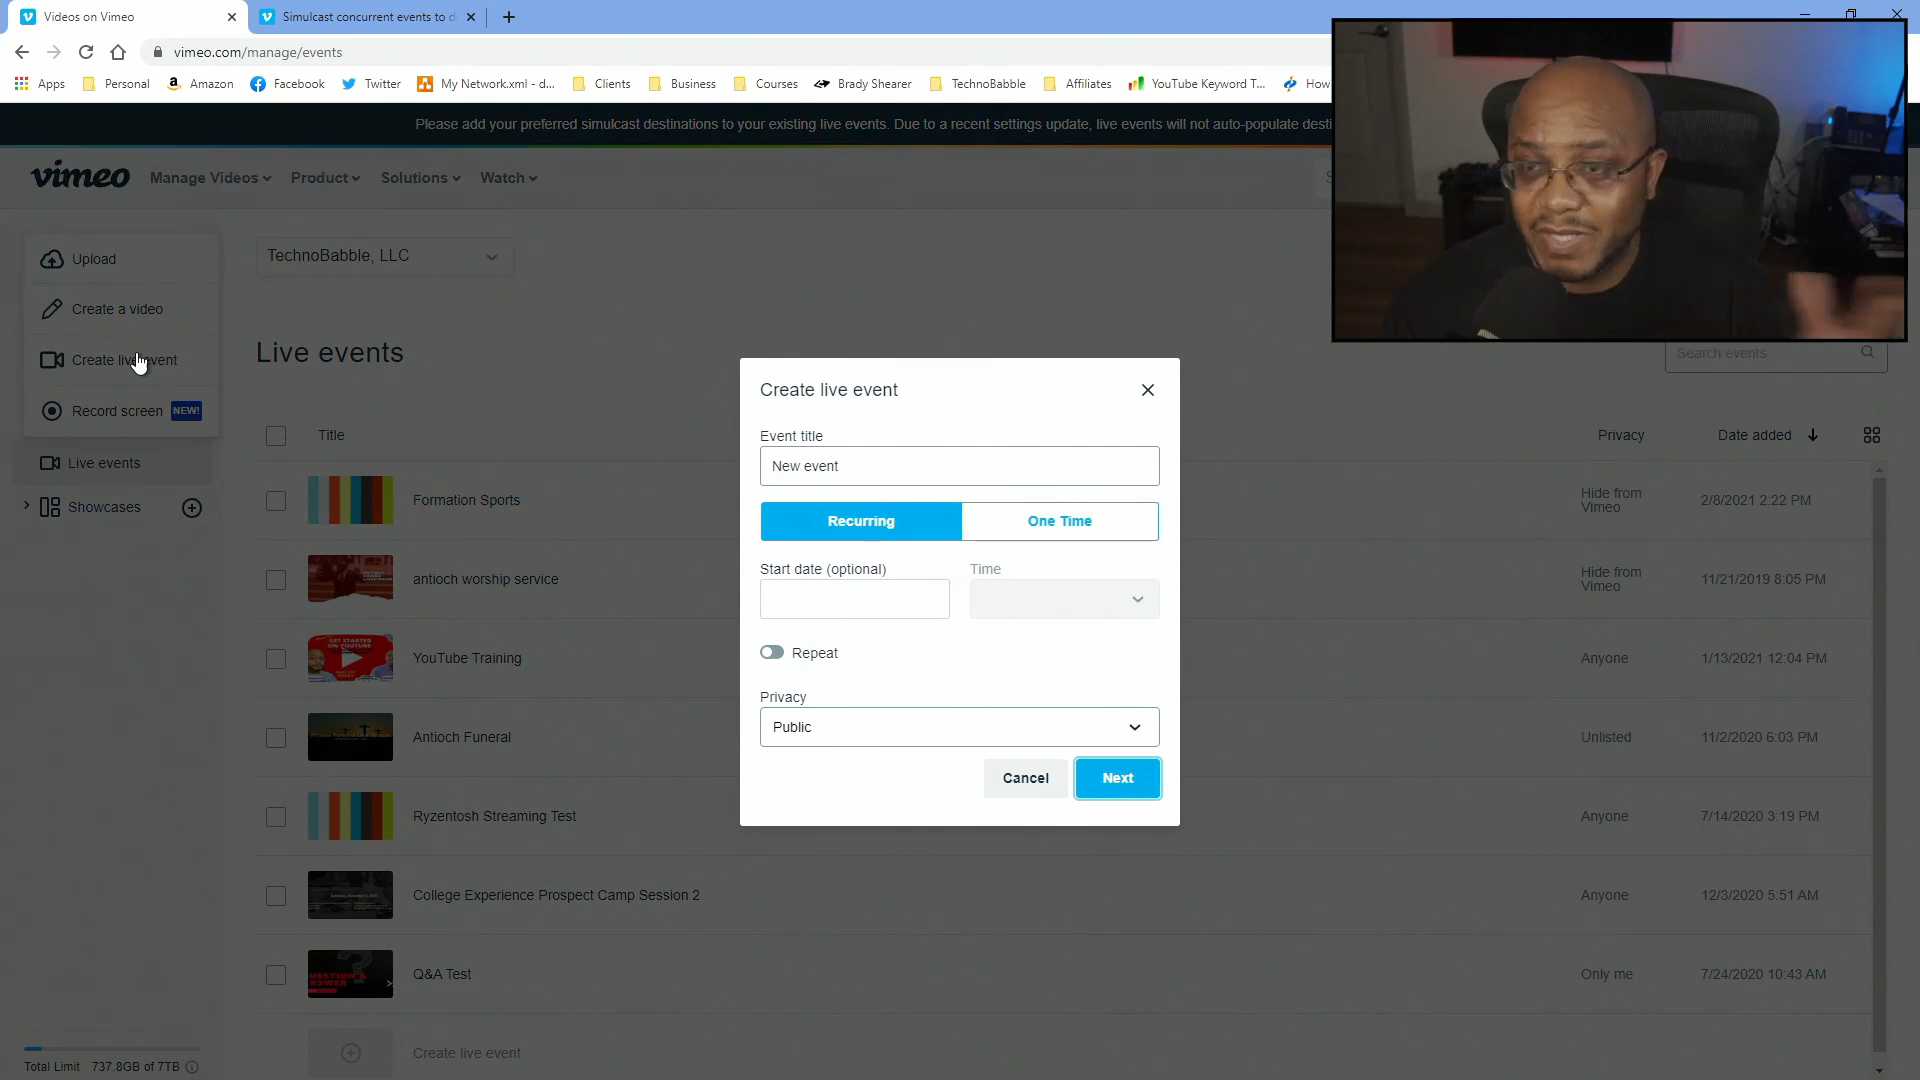 Videos on Vimeo
Simulcast concurrent events to d
vimeo.com/manage/events
Apps
Personal
Amazon
Facebook
Twitter
My Network.xml - d...
Clients
Business
Courses
Brady Shearer
TechnoBabble
Affiliates
YouTube Keyword T...
How
Please add your preferred simulcast destinations to your existing live events. Due to a recent settings update, live events will not auto-populate desti
vimeo
Manage Videos
Product
Solutions
Watch
S
Upload
Create a video
Create live event
Record screen NEW!
Live events
Showcases
TechnoBabble, LLC
Live events
Search events
Title
Privacy
Date added
Formation Sports
Hide from
Vimeo
2/8/2021 2:22 PM
antioch worship service
Hide from
Vimeo
11/21/2019 8:05 PM
GET STARTED
ON YOUTUBE
YouTube Training
Anyone
1/13/2021 12:04 PM
Antioch Funeral
Unlisted
11/2/2020 6:03 PM
Ryzentosh Streaming Test
Anyone
7/14/2020 3:19 PM
College Experience Prospect Camp Session 2
Anyone
12/3/2020 5:51 AM
Q&A Test
Only me
7/24/2020 10:43 AM
Create live event
Total Limit 737.8GB of 7TB
Create live event
Event title
New event
Recurring
One Time
Start date (optional)
Time
Repeat
Privacy
Public
Cancel
Next